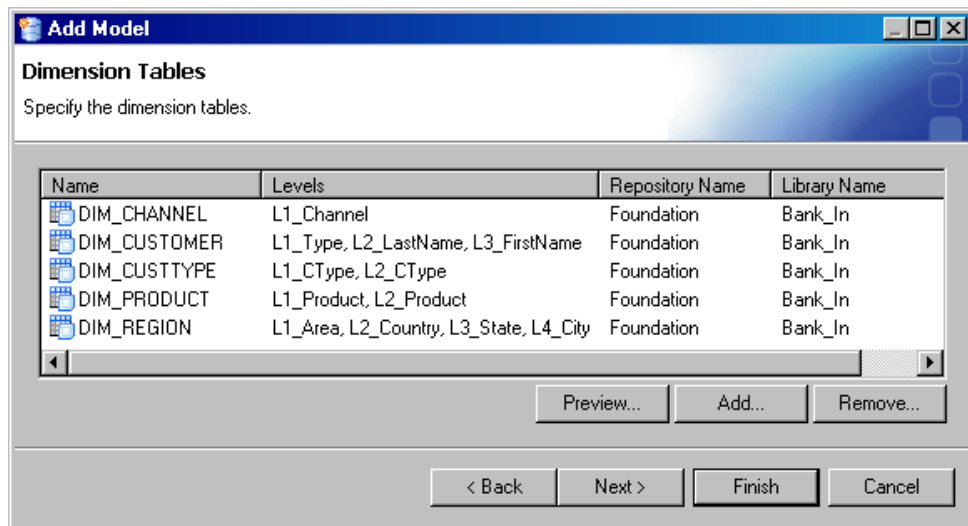 Add Model
Dimension Tables
Specify the dimension tables.
Name Levels Repository Name Library Name
DIM_CHANNEL L1_Channel Foundation Bank_In
DIM_CUSTOMER L1_Type, L2_LastName, L3_FirstName Foundation Bank_In
DIM_CUSTTYPE L1_CType, L2_CType Foundation Bank_In
DIM_PRODUCT L1_Product, L2_Product Foundation Bank_In
DIM_REGION L1_Area, L2_Country, L3_State, L4_City Foundation Bank_In
Preview... Add... Remove...
< Back Next > Finish Cancel